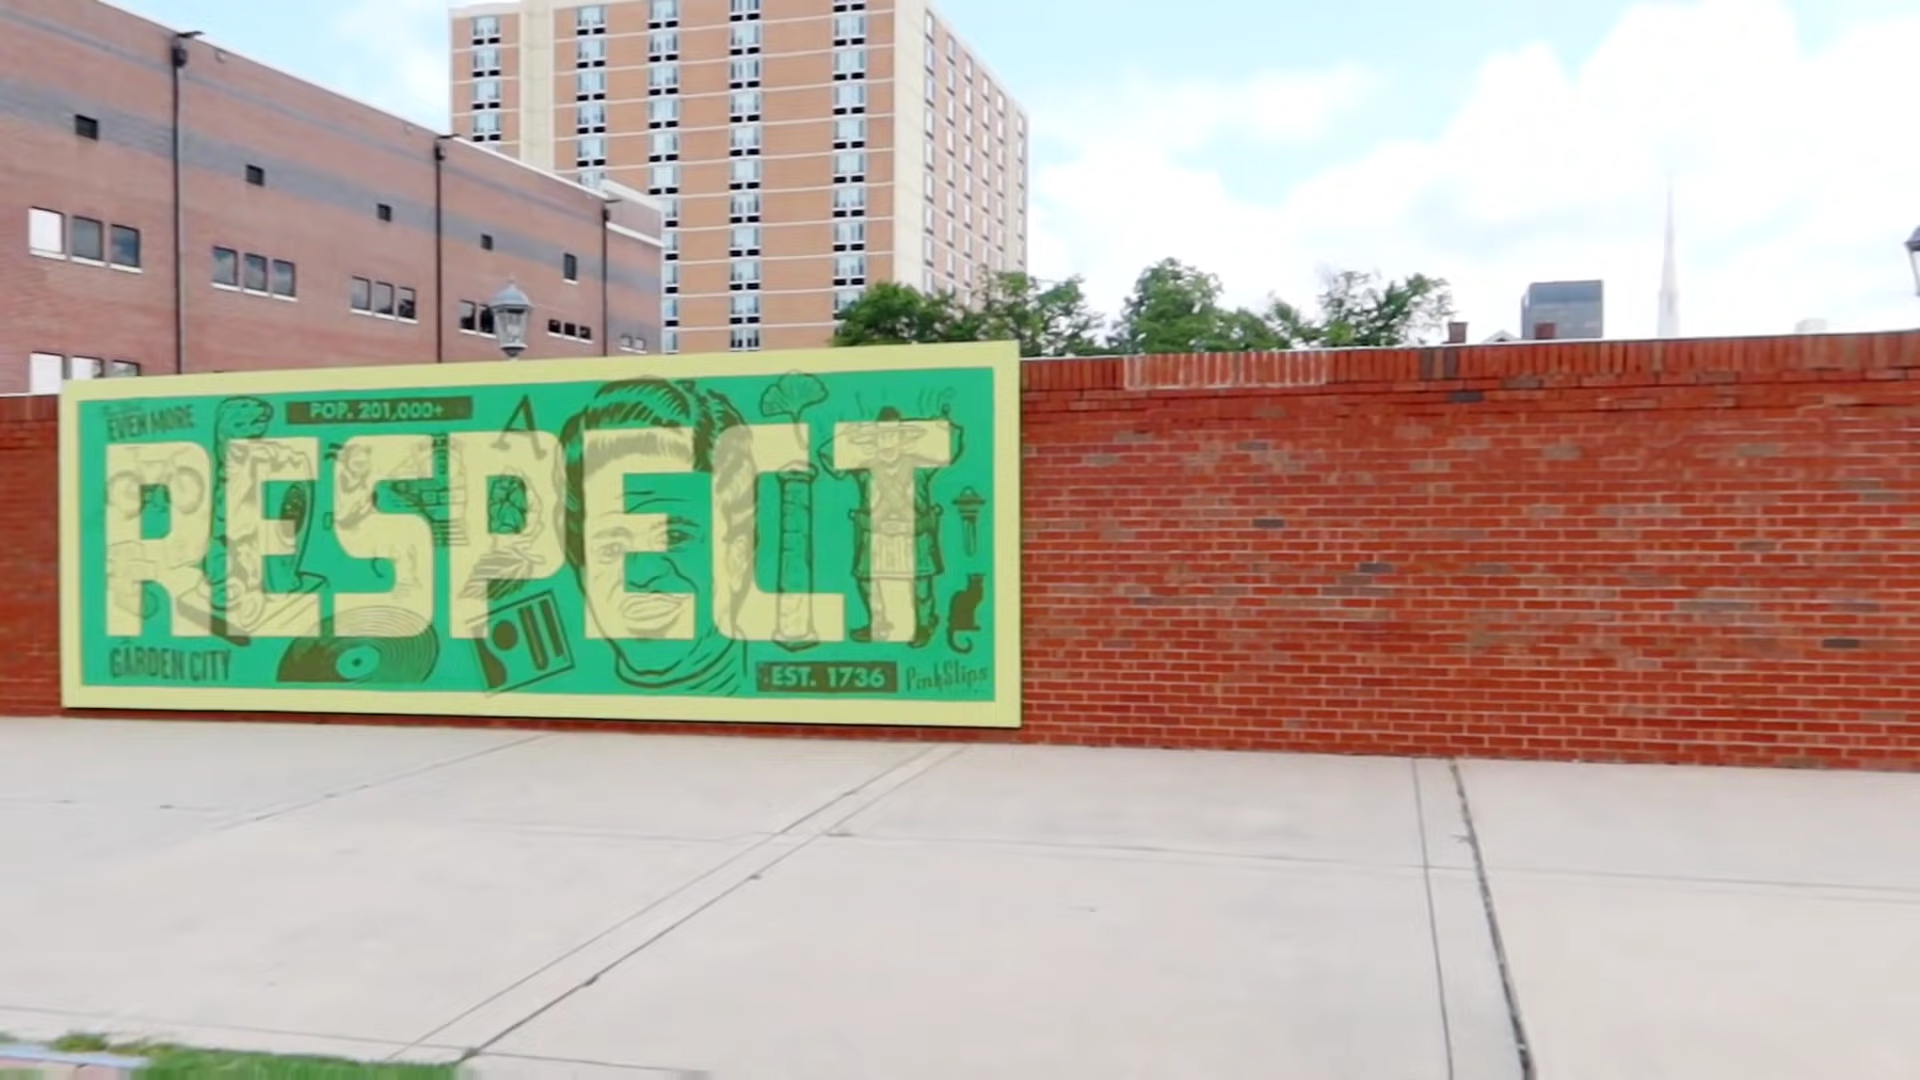 EVEN MORE
POP. 201,000+
A
RESPECT
GARDEN CITY
EST. 1736
PinkSlips